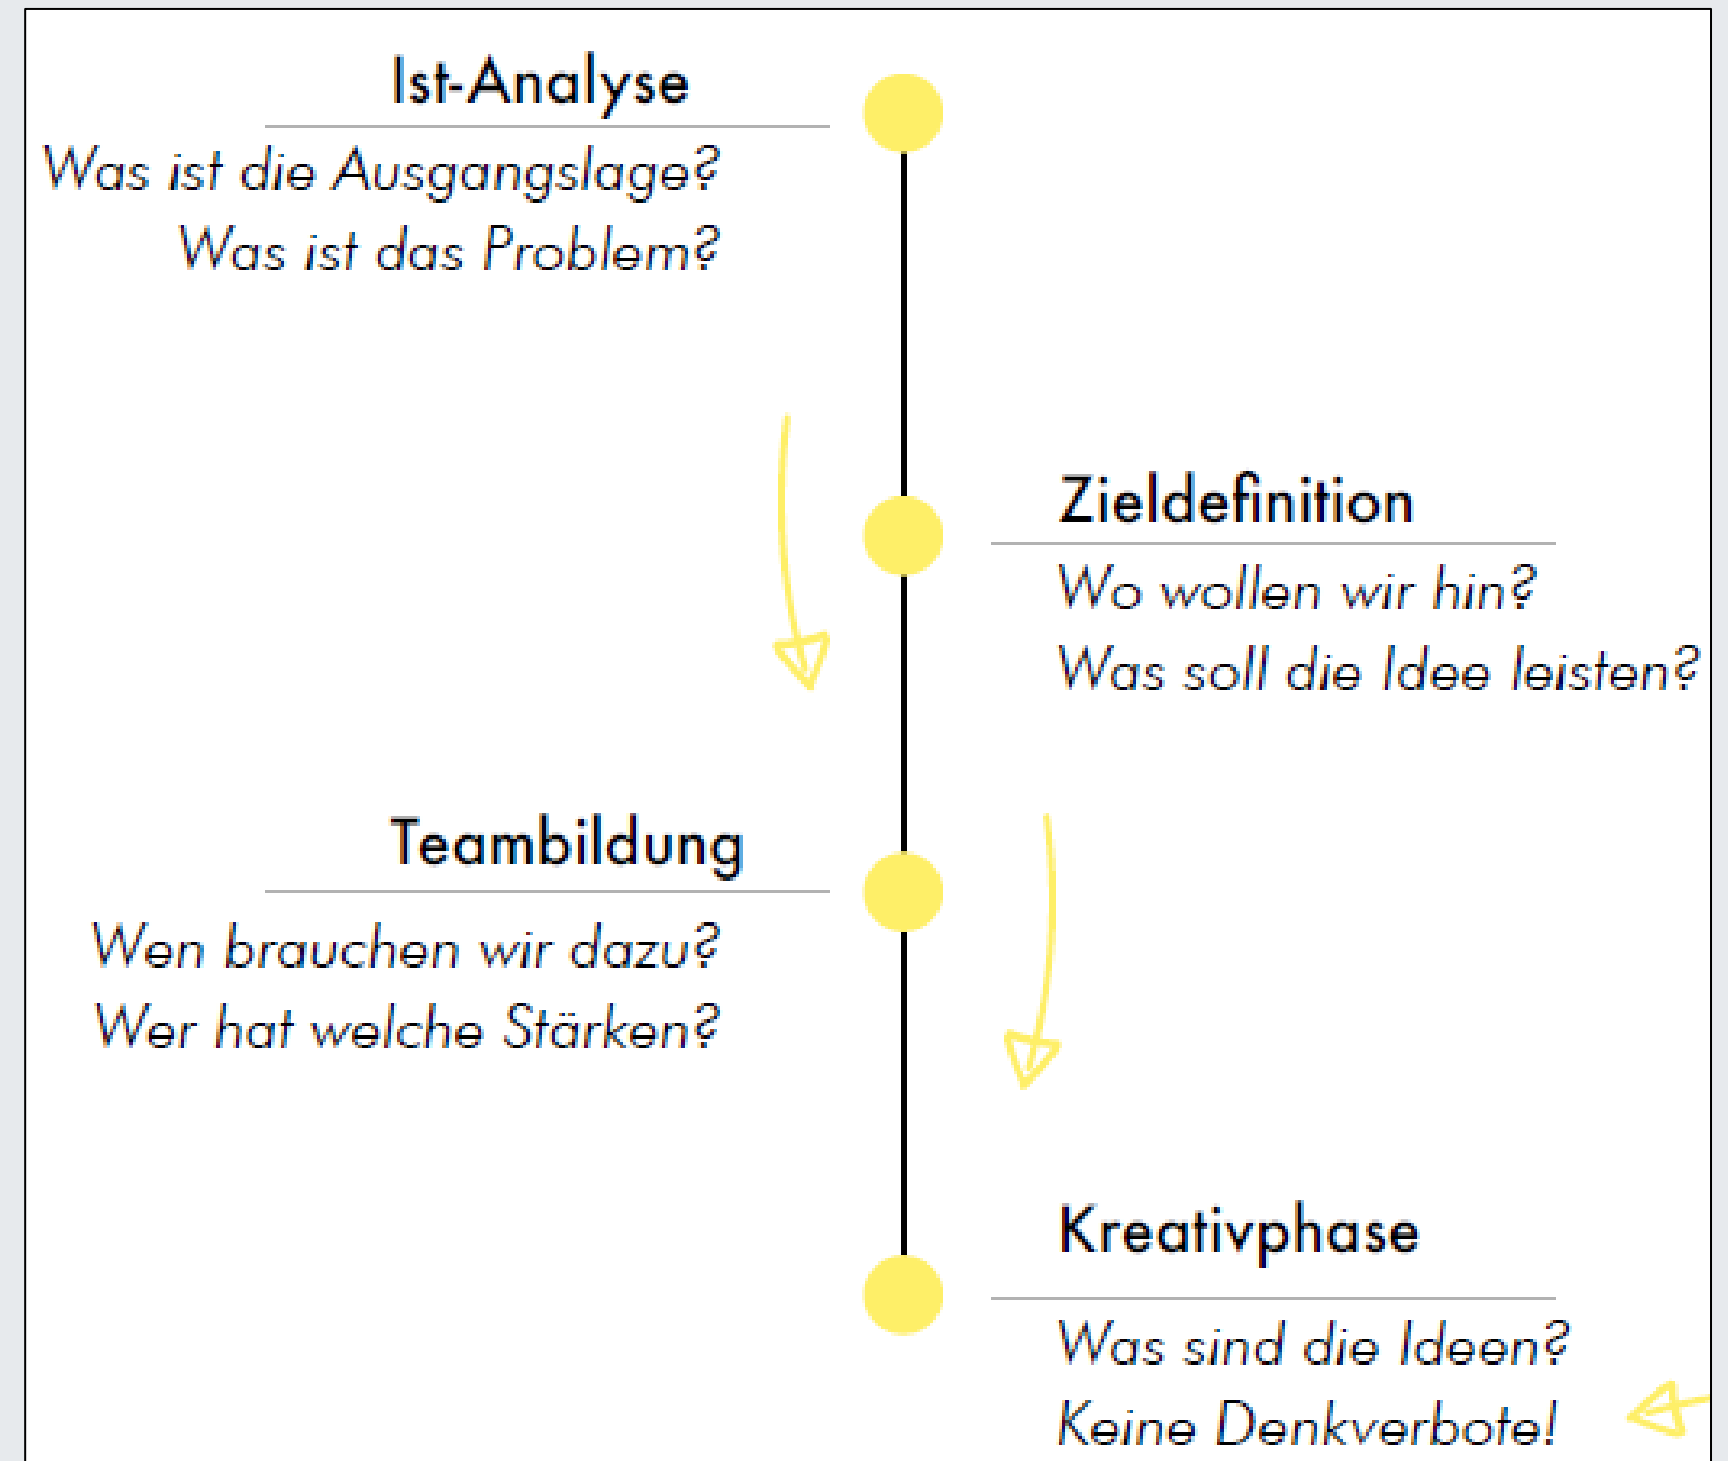 Ist-Analyse
Was ist die Ausgangslage?
Was ist das Problem?
Zieldefinition
Wo wollen wir hin?
Was soll die Idee leisten?
Teambildung
Wen brauchen wir dazu?
Wer hat welche Stärken?
Kreativphase
Was sind die Ideen?
Keine Denkverbote!